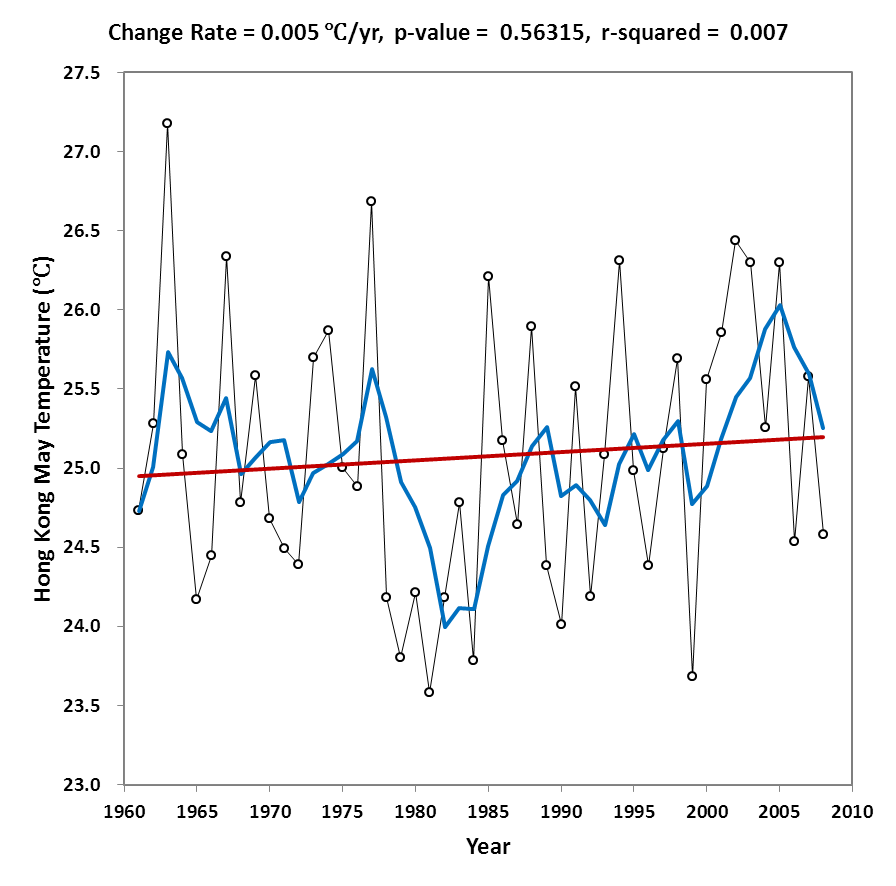 Change Rate = 0.005 ℃/yr, p-value = 0.56315, r-squared = 0.007
Hong Kong May Temperature (℃)
27.5
27.0
26.5
26.0
25.5
25.0
24.5
24.0
23.5
23.0
1960 1965 1970 1975 1980 1985 1990 1995 2000 2005 2010
Year